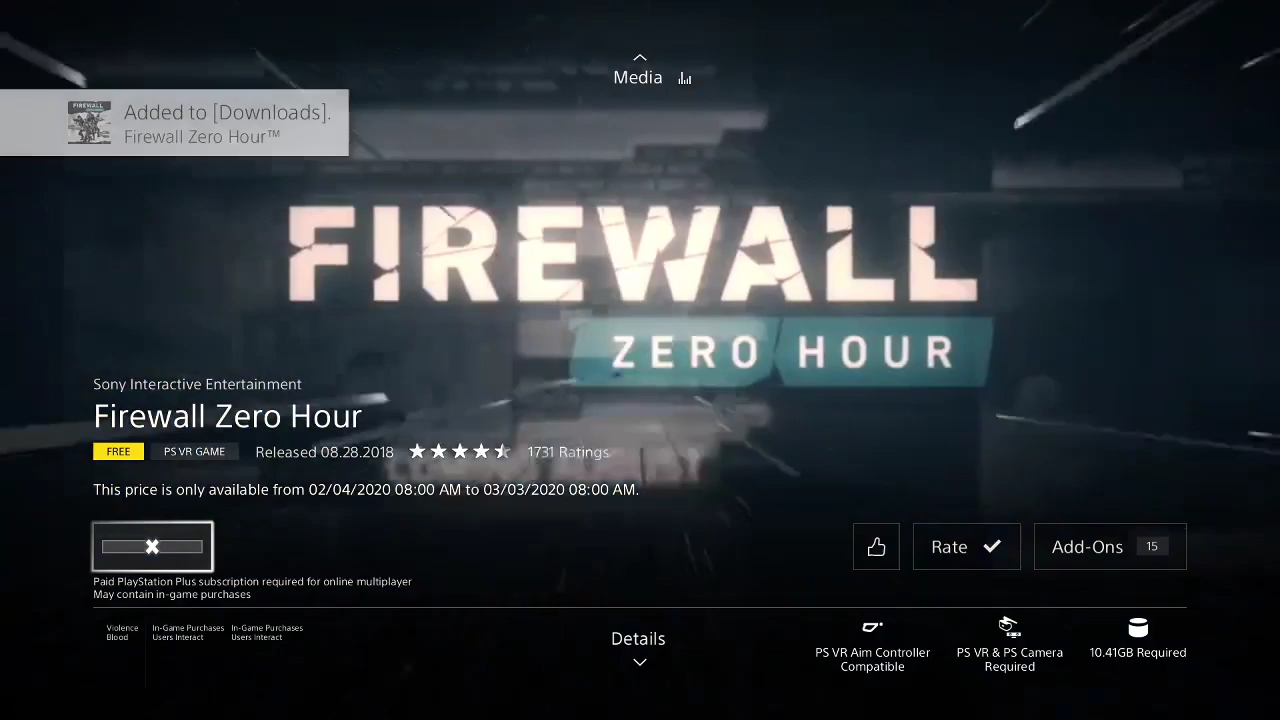 Media
Added to [Downloads].
Firewall Zero Hour™
FIREWALL
ZERO HOUR
Sony Interactive Entertainment
Firewall Zero Hour
FREE PS VR GAME Released 08.28.2018 1731 Ratings
This price is only available from 02/04/2020 08:00 AM to 03/03/2020 08:00 AM.
Rate Add-Ons 15
Paid PlayStation Plus subscription required for online multiplayer
May contain in-game purchases
Violence In-Game Purchases In-Game Purchases
Blood Users Interact Users Interact
Details
PS VR Aim Controller PS VR & PS Camera 10.41GB Required
Compatible Required